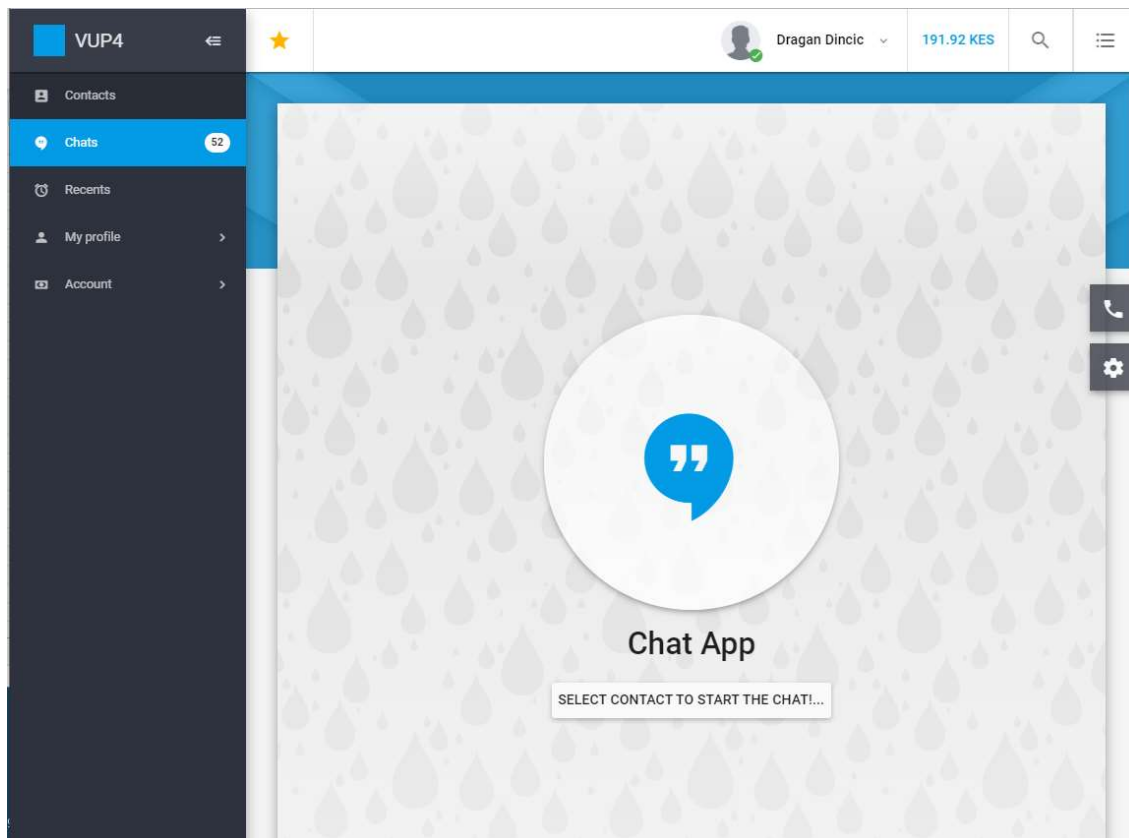 VUP4
Dragan Dincic
191.92 KES
Contacts
Chats
52
Recents
My profile
Account
Chat App
SELECT CONTACT TO START THE CHAT!...